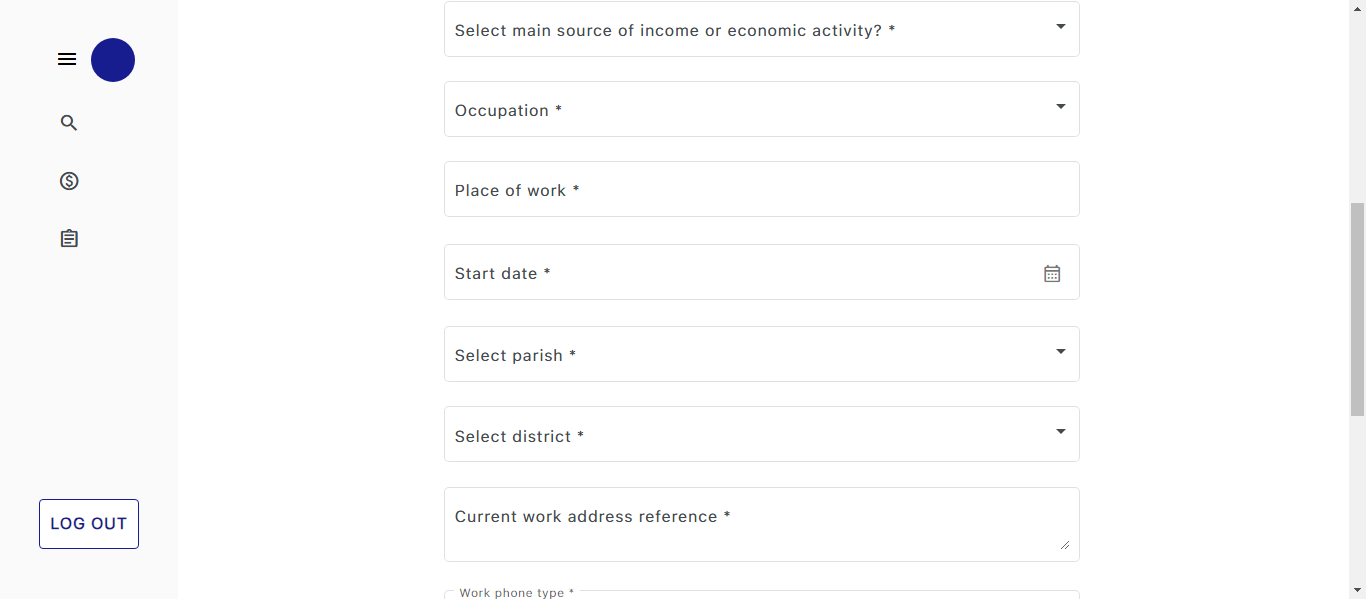 Select main source of income or economic activity? *
Occupation *
Place of work *
Start date *
Select parish *
Select district *
Current work address reference *
Work phone type *
LOG OUT